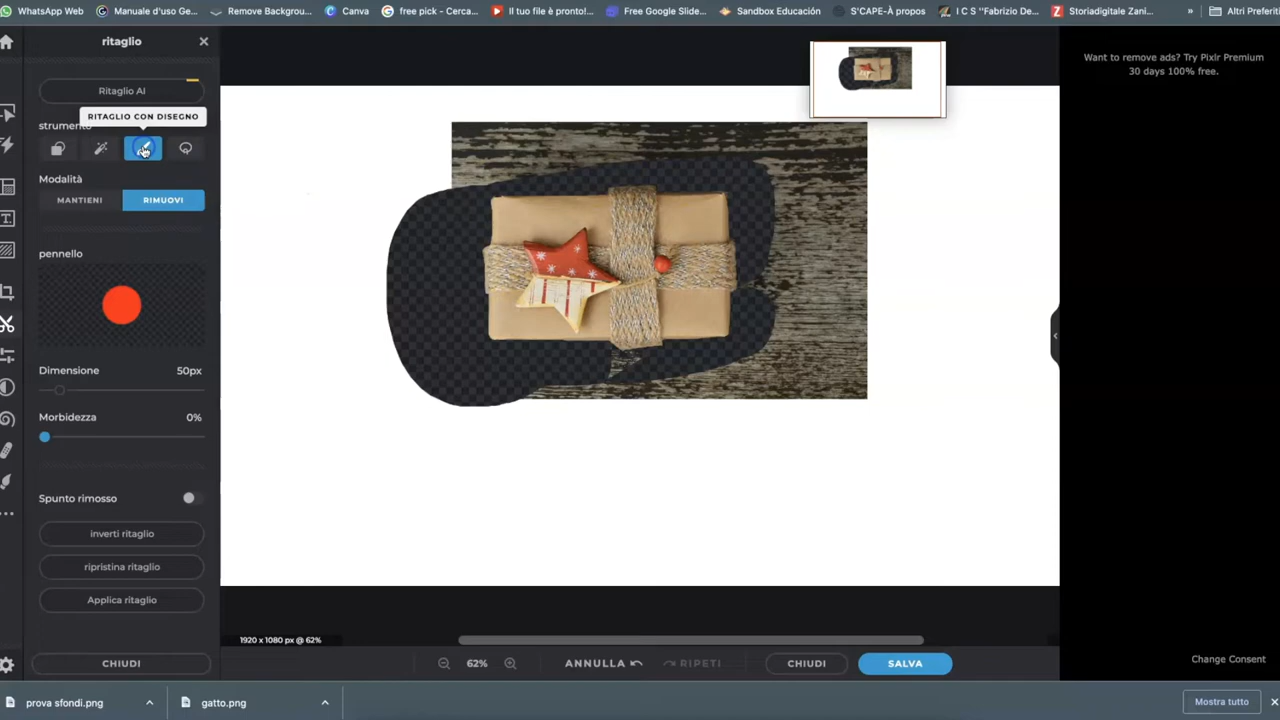 WhatsApp Web
Manuale d'uso Ge...
Remove Backgrou...
Canva
free pick - Cerca...
Il tuo file è pronto!...
Free Google Slide...
Sandbox Educación
S'CAPE-À propos
I C S "Fabrizio De...
Storiadigitale Zani...
»
Altri Preferiti
ritaglio
Ritaglio AI
RITAGLIO CON DISEGNO
strumento
Modalità
MANTIENI
RIMUOVI
pennello
Dimensione
50px
Morbidezza
0%
Spunto rimosso
inverti ritaglio
ripristina ritaglio
Applica ritaglio
CHIUDI
1920 x 1080 px @ 62%
62%
ANNULLA
RIPETI
CHIUDI
SALVA
Want to remove ads? Try Pixlr Premium
30 days 100% free.
Change Consent
prova sfondi.png
gatto.png
Mostra tutto